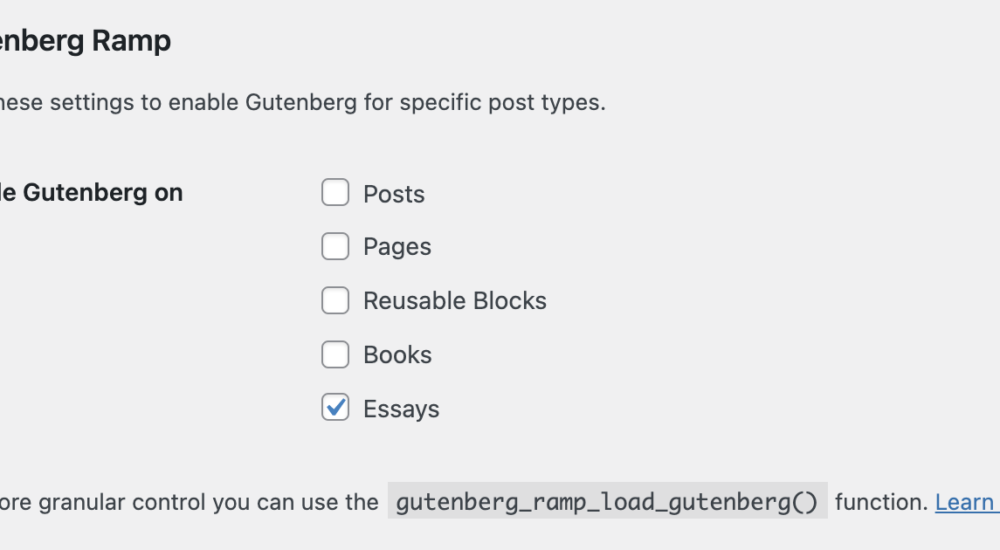 enberg Ramp
hese settings to enable Gutenberg for specific post types.
le Gutenberg on
Posts
Pages
Reusable Blocks
Books
Essays
ore granular control you can use the gutenberg_ramp_load_gutenberg() function. Learn